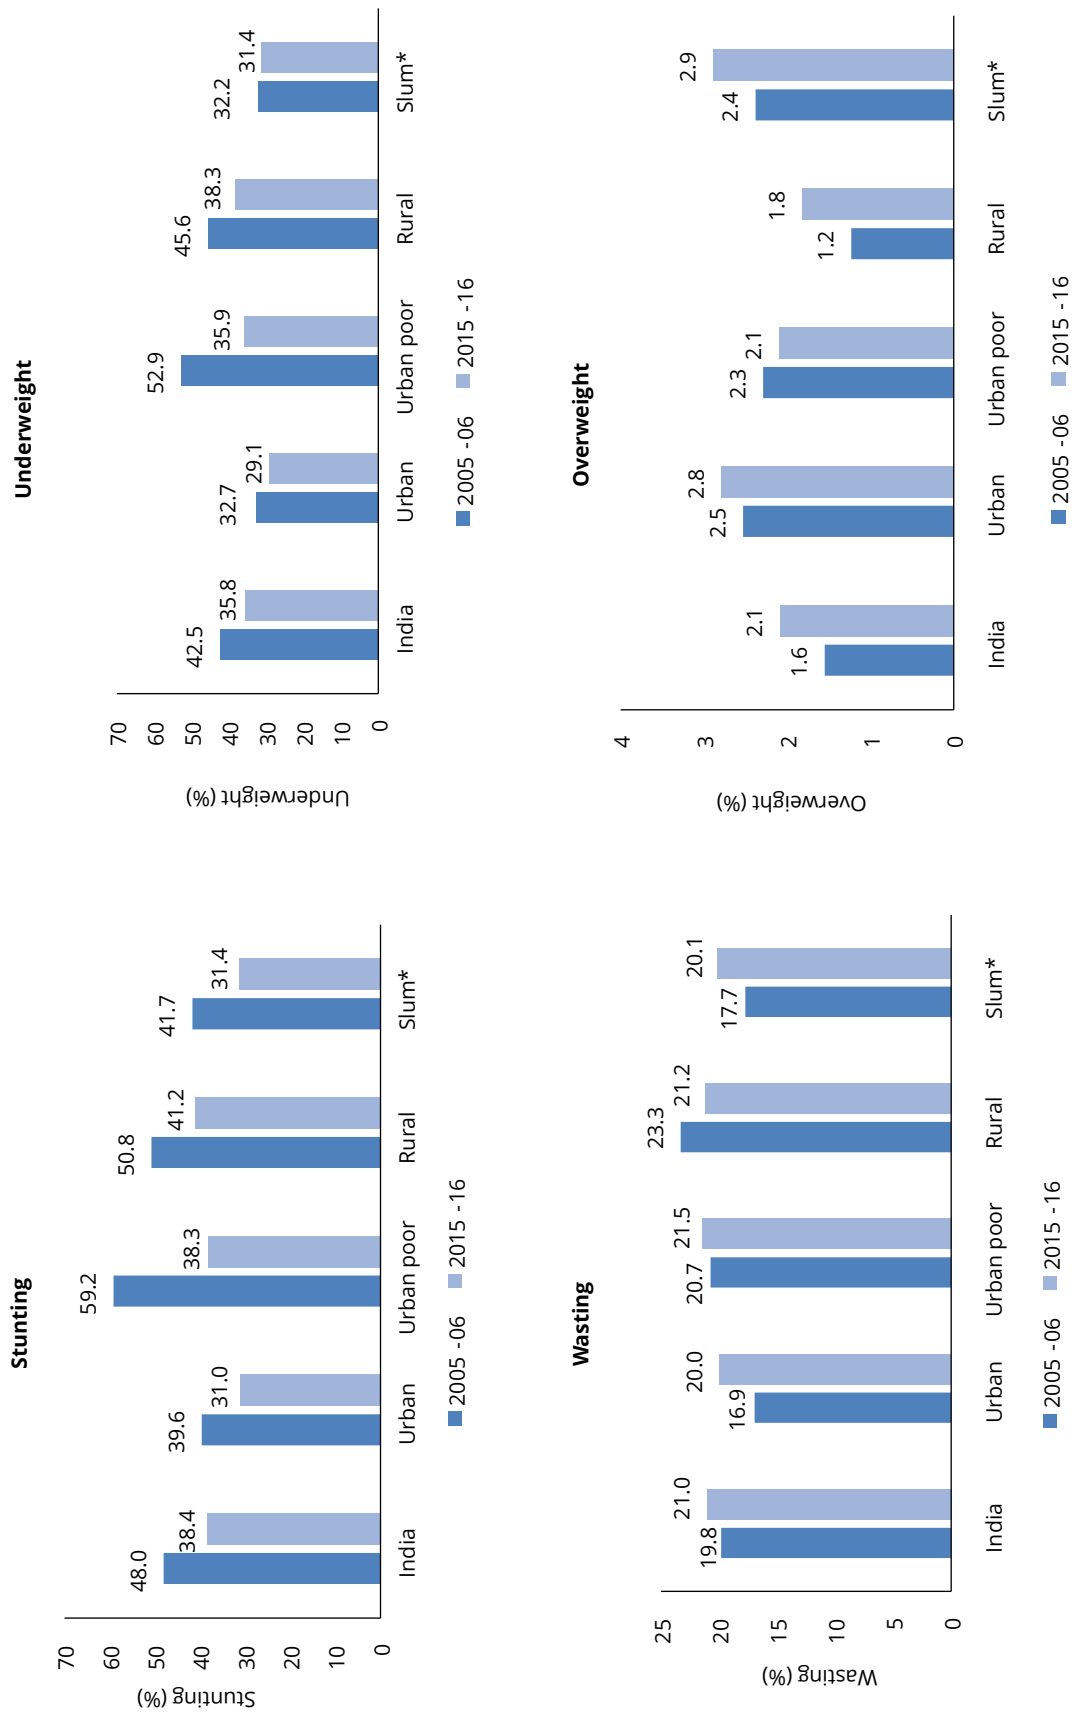 Stunting
Stunting (%)
70
60
50
40
30
20
10
0
48.0
38.4
39.6
31.0
59.2
38.3
50.8
41.2
41.7
31.4
India
Urban
Urban poor
Rural
Slum*
2005 -06
2015 -16
Underweight
Underweight (%)
70
60
50
40
30
20
10
0
42.5
35.8
32.7
29.1
52.9
35.9
45.6
38.3
32.2
31.4
India
Urban
Urban poor
Rural
Slum*
2005 -06
2015 -16
Wasting
Wasting (%)
25
20
15
10
5
0
19.8
21.0
16.9
20.0
20.7
21.5
23.3
21.2
17.7
20.1
India
Urban
Urban poor
Rural
Slum*
2005 -06
2015 -16
Overweight
Overweight (%)
4
3
2
1
0
1.6
2.1
2.5
2.8
2.3
2.1
1.2
1.8
2.4
2.9
India
Urban
Urban poor
Rural
Slum*
2005 -06
2015 -16